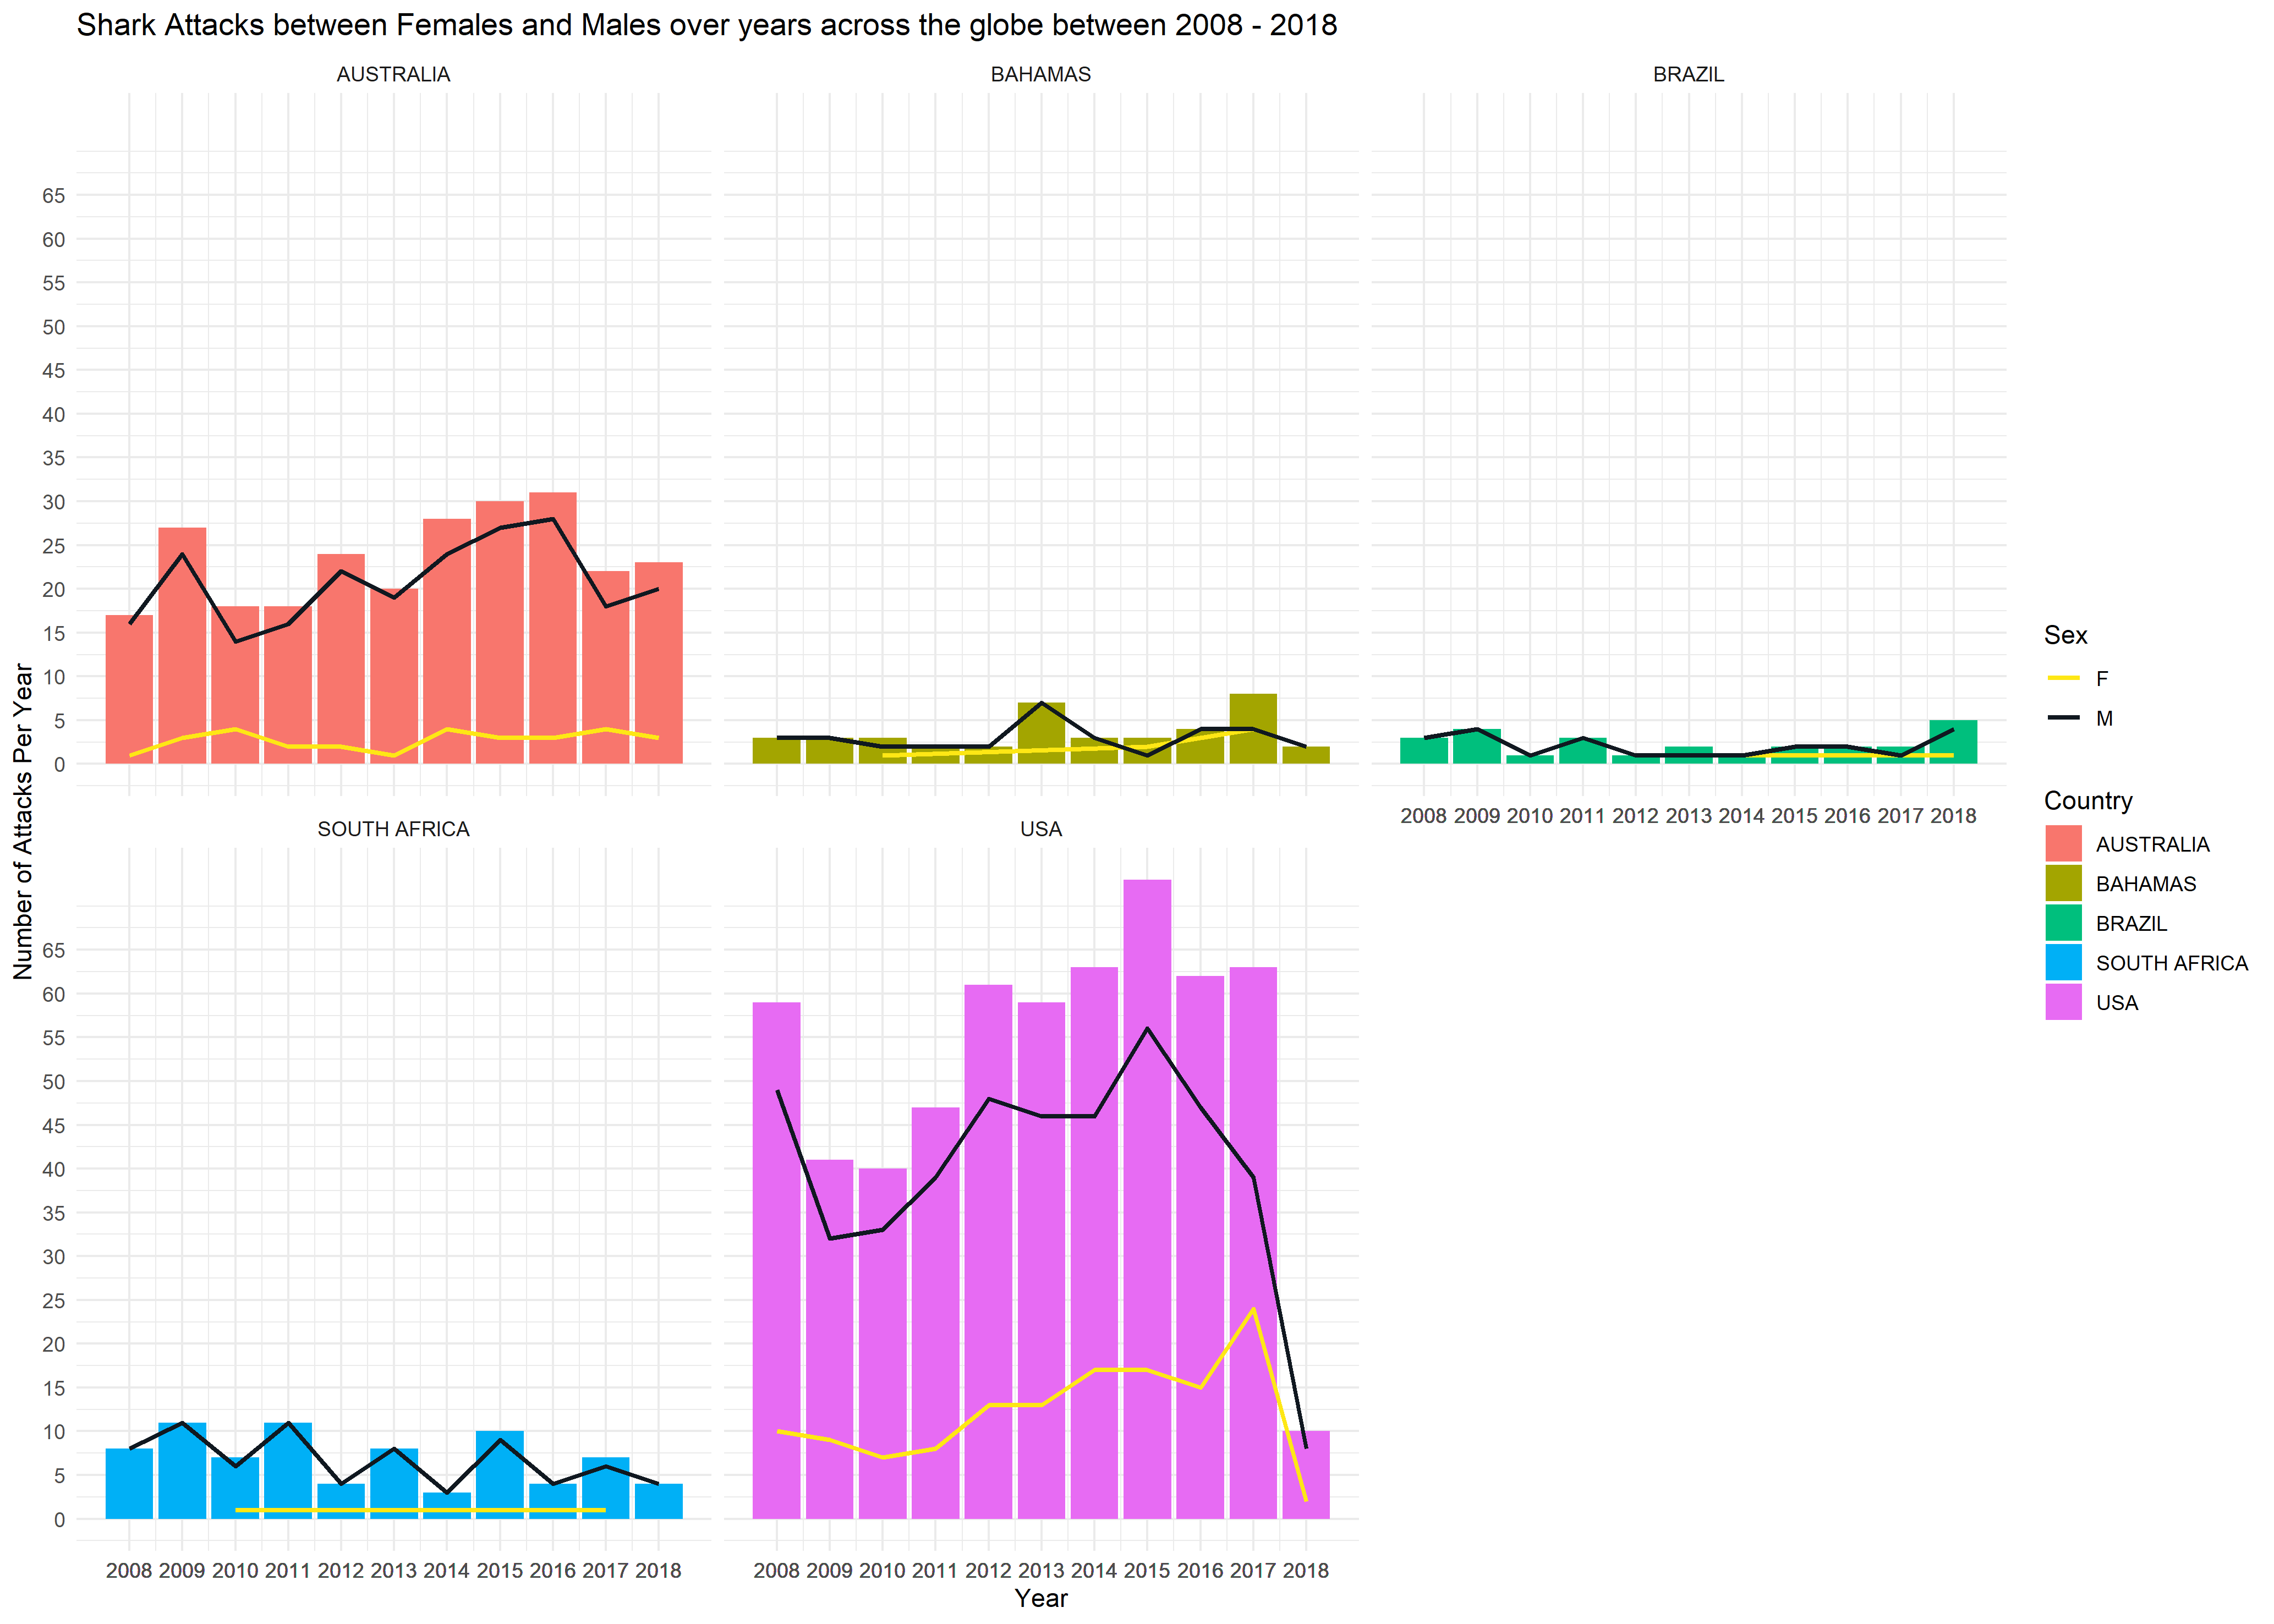 Shark Attacks between Females and Males over years across the globe between 2008 - 2018
AUSTRALIA
BAHAMAS
BRAZIL
65
60
55
50
45
40
35
30
25
20
15
10
5
0
2008 2009 2010 2011 2012 2013 2014 2015 2016 2017 2018
Number of Attacks Per Year
SOUTH AFRICA
USA
65
60
55
50
45
40
35
30
25
20
15
10
5
0
2008 2009 2010 2011 2012 2013 2014 2015 2016 2017 2018
2008 2009 2010 2011 2012 2013 2014 2015 2016 2017 2018
Year
Sex
F
M
Country
AUSTRALIA
BAHAMAS
BRAZIL
SOUTH AFRICA
USA